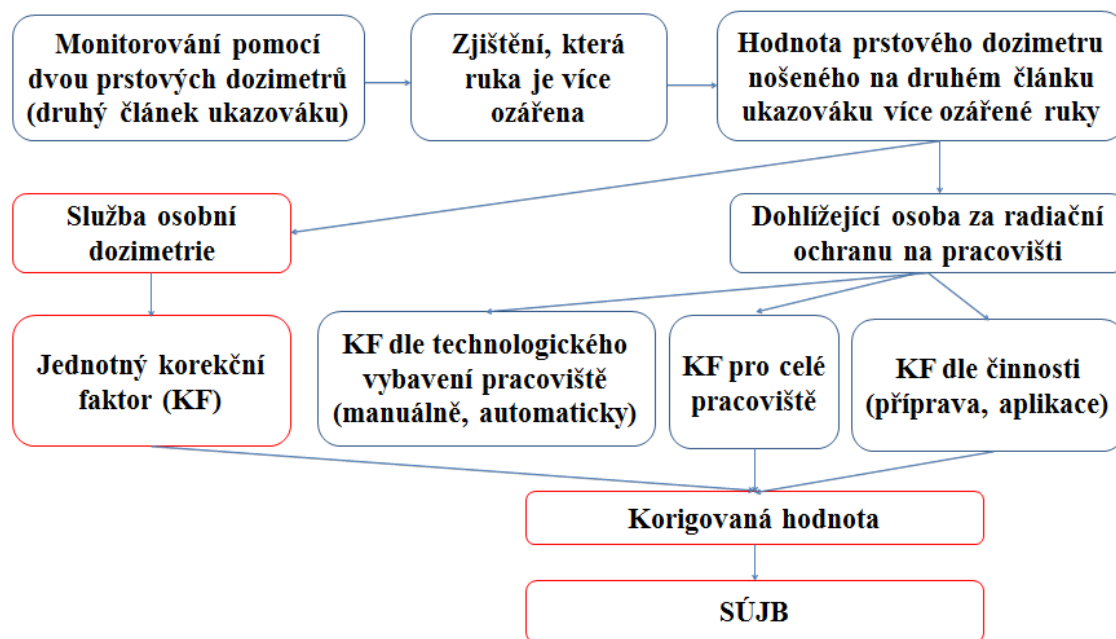 Monitorování pomocí
dvou prstových dozimetrů
(druhý článek ukazováku)
Zjištění, která
ruka je více
ozářena
Hodnota prstového dozimetru
nošeného na druhém článku
ukazováku více ozářené ruky
Služba osobní
dozimetrie
Dohlížející osoba za radiační
ochranu na pracovišti
Jednotný korekční
faktor (KF)
KF dle technologického
vybavení pracoviště
(manuálně, automaticky)
KF pro celé
pracoviště
KF dle činnosti
(příprava, aplikace)
Korigovaná hodnota
SÚJB